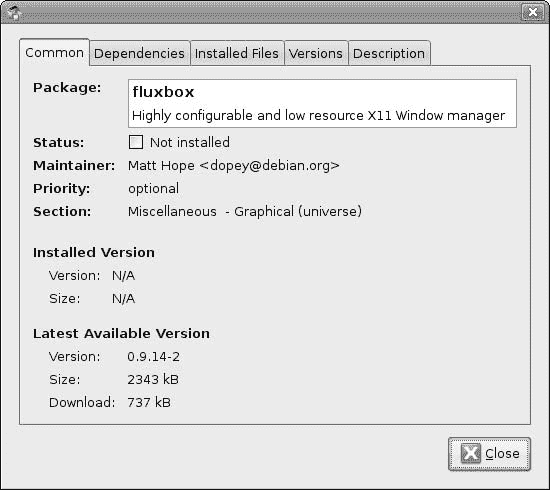 Common Dependencies Installed Files Versions Description
Package: fluxbox
Highly configurable and low resource X11 Window manager
Status: Not installed
Maintainer: Matt Hope <dopey@debian.org>
Priority: optional
Section: Miscellaneous - Graphical (universe)
Installed Version
Version: N/A
Size: N/A
Latest Available Version
Version: 0.9.14-2
Size: 2343 kB
Download: 737 kB
Close